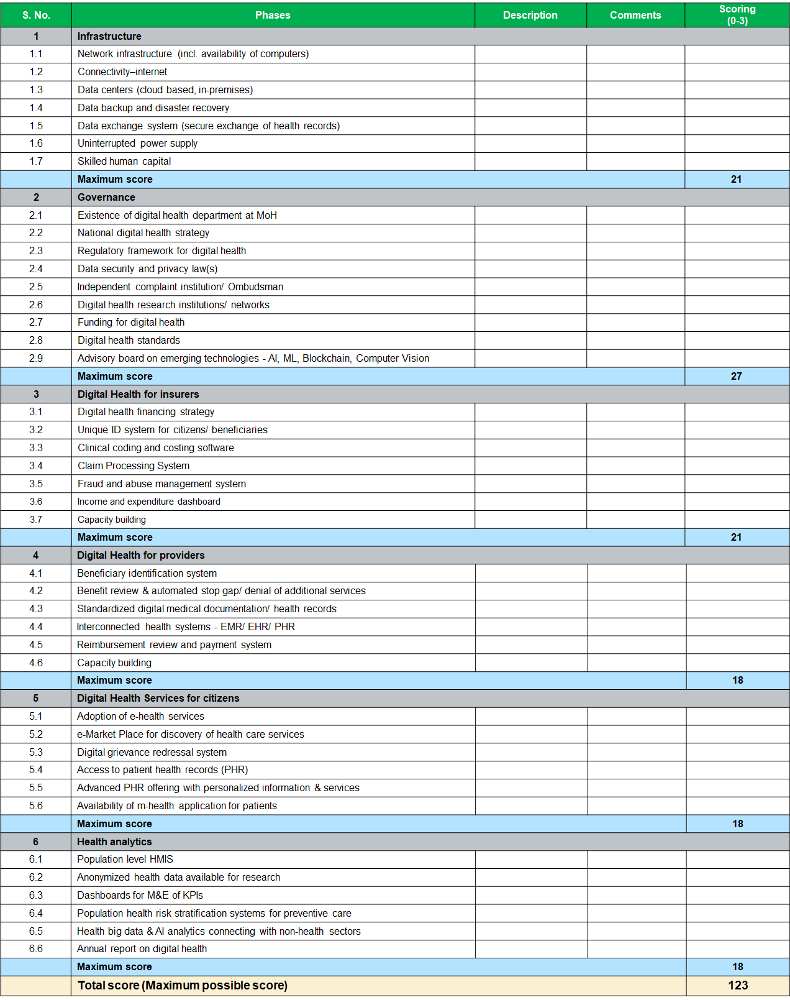 S. No. Phases Description Comments Scoring
(0-3)
1 Infrastructure
1.1 Network infrastructure (incl. availability of computers)
1.2 Connectivity–internet
1.3 Data centers (cloud based, in-premises)
1.4 Data backup and disaster recovery
1.5 Data exchange system (secure exchange of health records)
1.6 Uninterrupted power supply
1.7 Skilled human capital
Maximum score 21
2 Governance
2.1 Existence of digital health department at MoH
2.2 National digital health strategy
2.3 Regulatory framework for digital health
2.4 Data security and privacy law(s)
2.5 Independent complaint institution/ Ombudsman
2.6 Digital health research institutions/ networks
2.7 Funding for digital health
2.8 Digital health standards
2.9 Advisory board on emerging technologies - AI, ML, Blockchain, Computer Vision
Maximum score 27
3 Digital Health for insurers
3.1 Digital health financing strategy
3.2 Unique ID system for citizens/ beneficiaries
3.3 Clinical coding and costing software
3.4 Claim Processing System
3.5 Fraud and abuse management system
3.6 Income and expenditure dashboard
3.7 Capacity building
Maximum score 21
4 Digital Health for providers
4.1 Beneficiary identification system
4.2 Benefit review & automated stop gap/ denial of additional services
4.3 Standardized digital medical documentation/ health records
4.4 Interconnected health systems - EMR/ EHR/ PHR
4.5 Reimbursement review and payment system
4.6 Capacity building
Maximum score 18
5 Digital Health Services for citizens
5.1 Adoption of e-health services
5.2 e-Market Place for discovery of health care services
5.3 Digital grievance redressal system
5.4 Access to patient health records (PHR)
5.5 Advanced PHR offering with personalized information & services
5.6 Availability of m-health application for patients
Maximum score 18
6 Health analytics
6.1 Population level HMIS
6.2 Anonymized health data available for research
6.3 Dashboards for M&E of KPIs
6.4 Population health risk stratification systems for preventive care
6.5 Health big data & AI analytics connecting with non-health sectors
6.6 Annual report on digital health
Maximum score 18
Total score (Maximum possible score) 123